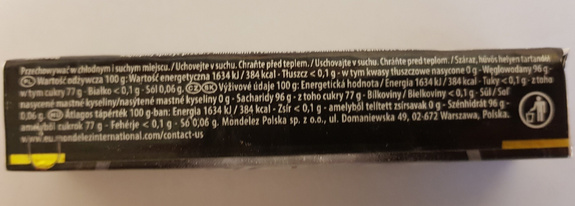 Przechowywać w chłodnym i suchym miejscu./Uchovejte v suchu. Chraňte před teplem./Uschovajte v suchu. Chráňte pred teplom./Száraz, hűvös helyen tartandó!
PL Wartość odżywcza 100 g: Wartość energetyczna 1634 kJ / 384 kcal - Tłuszcz < 0,1 g - w tym kwasy tłuszczowe nasycone 0 g - Węglowodany 96 g -
w tym cukry 77 g - Białko < 0,1 g - Sól 0,06 g. CZ SK Výživové údaje 100 g: Energetická hodnota / Energia 1634 kJ / 384 kcal - Tuky < 0,1 g - z toho
nasycené mastné kyseliny/nasýtené mastné kyseliny 0 g - Sacharidy 96 g - z toho cukry 77 g - Bílkoviny / Bielkoviny < 0,1 g - Sůl / Soľ
0,06 g. HU Átlagos tápérték 100 g-ban: Energia 1634 kJ / 384 kcal - Zsír < 0,1 g - amelyből telített zsírsavak 0 g - Szénhidrát 96 g -
amelyből cukrok 77 g - Fehérje < 0,1 g - Só 0,06 g. Mondelez Polska sp. z o.o., ul. Domaniewska 49, 02-672 Warszawa, Polska.
www.eu.mondelezinternational.com/contact-us